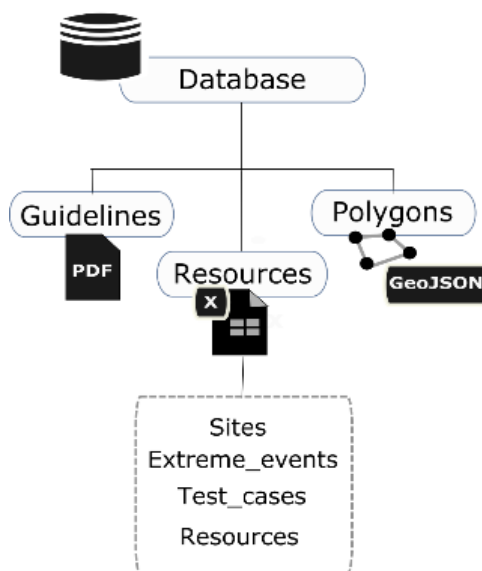 Database
Guidelines
PDF
Polygons
GeoJSON
Resources
X
Sites
Extreme_events
Test_cases
Resources